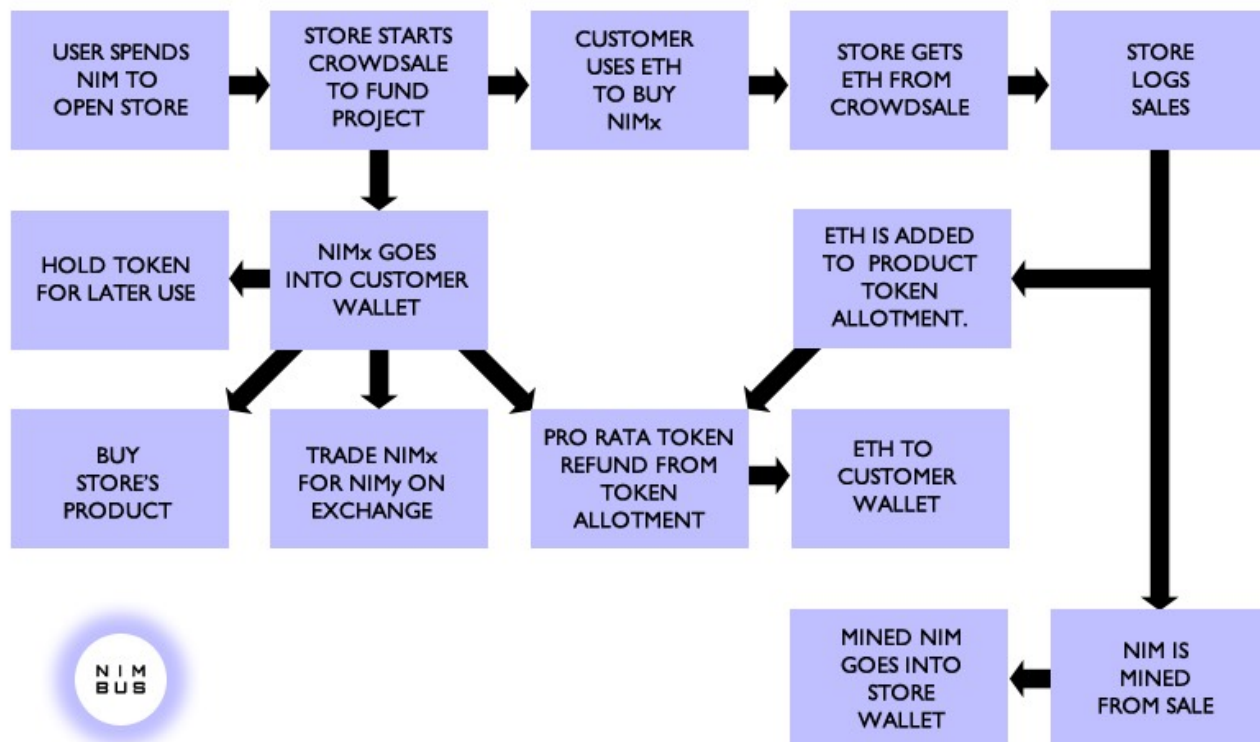 USER SPENDS
NIM TO
OPEN STORE
STORE STARTS
CROWDSALE
TO FUND
PROJECT
CUSTOMER
USES ETH
TO BUY
NIMx
STORE GETS
ETH FROM
CROWDSALE
STORE
LOGS
SALES
HOLD TOKEN
FOR LATER USE
NIMx GOES
INTO CUSTOMER
WALLET
ETH IS ADDED
TO PRODUCT
TOKEN
ALLOTMENT.
BUY
STORE'S
PRODUCT
TRADE NIMx
FOR NIMy ON
EXCHANGE
PRO RATA TOKEN
REFUND FROM
TOKEN
ALLOTMENT
ETH TO
CUSTOMER
WALLET
MINED NIM
GOES INTO
STORE
WALLET
NIM IS
MINED
FROM SALE
NIM
BUS